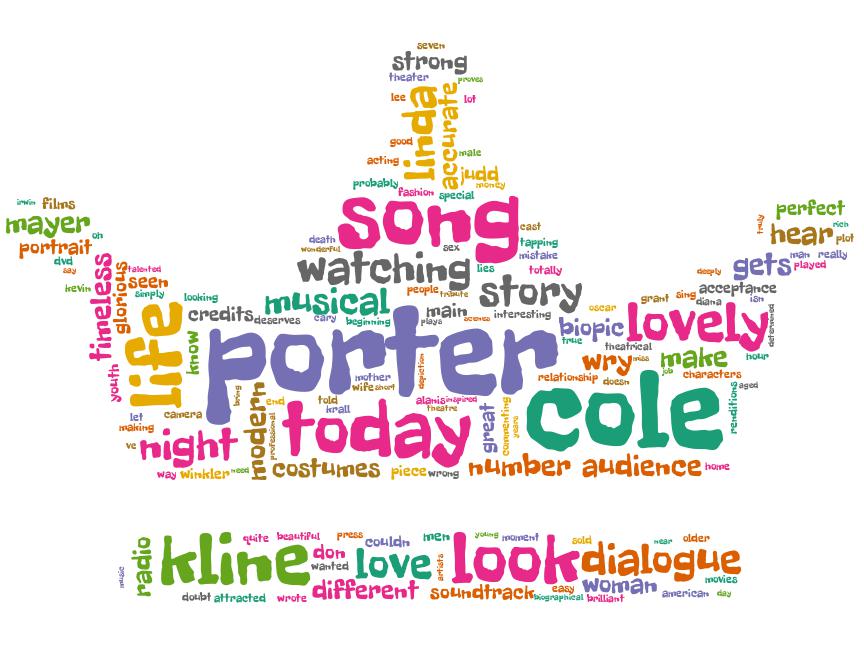 seven
strong
theater
proves
lee
linda
accurate
lot
good
male
acting
judd
probably
money
fashion
special
irwin
films
mayer
oh
portrait
dvd
say
kevin
timeless
glorious
talented
seen
simply
song
cast
death
sex
tapping
wonderful
mistake
watching
lies
totally
people
tribute
story
perfect
truly
hear
rich
plot
man
really
gets
played
deeply
acceptance
looking
musical
credits
deserves
cary
beginning
plays
main
scenes
interesting
oscar
grant
sing
diana
isn
life
know
porter
biopic
true
lovely
determined
theatrical
wry
miss
make
hour
job
characters
relationship
doesn
aged
youth
mother
wife
short
depiction
cole
renditions
bring
modern
end
told
krall
alanis
inspired
theatre
let
camera
making
today
professional
great
commenting
years
ve
night
way
winkler
need
costumes
piece
wrong
number
audience
home
music
radio
kline
quite
beautiful
press
couldn
men
young
moment
sold
near
older
don
wanted
love
artists
look
dialogue
doubt
attracted
wrote
different
soundtrack
easy
biographical
brilliant
woman
american
day
movies